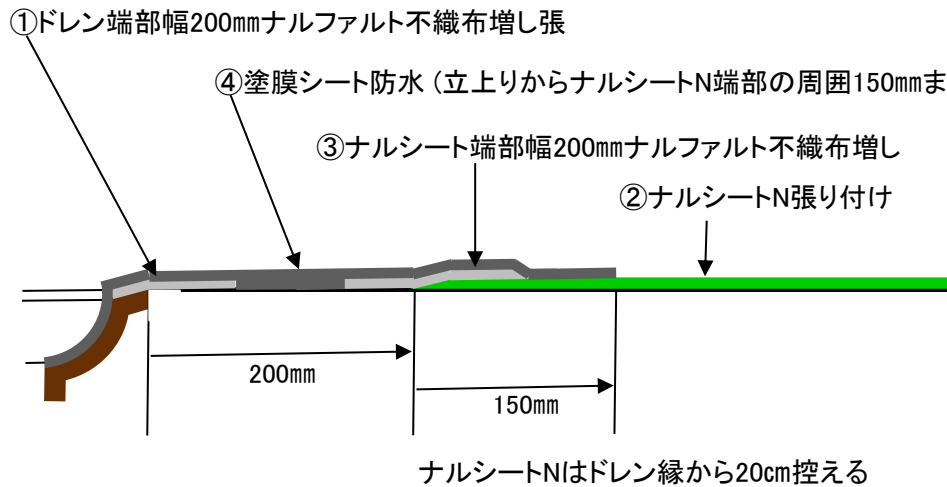 ①ドレン端部幅200㎜ナルファルト不織布増し張
④塗膜シート防水 (立上りからナルシートN端部の周囲150㎜ま
③ナルシート端部幅200㎜ナルファルト不織布増し
②ナルシートN張り付け
200㎜
150㎜
ナルシートNはドレン縁から20㎝控える